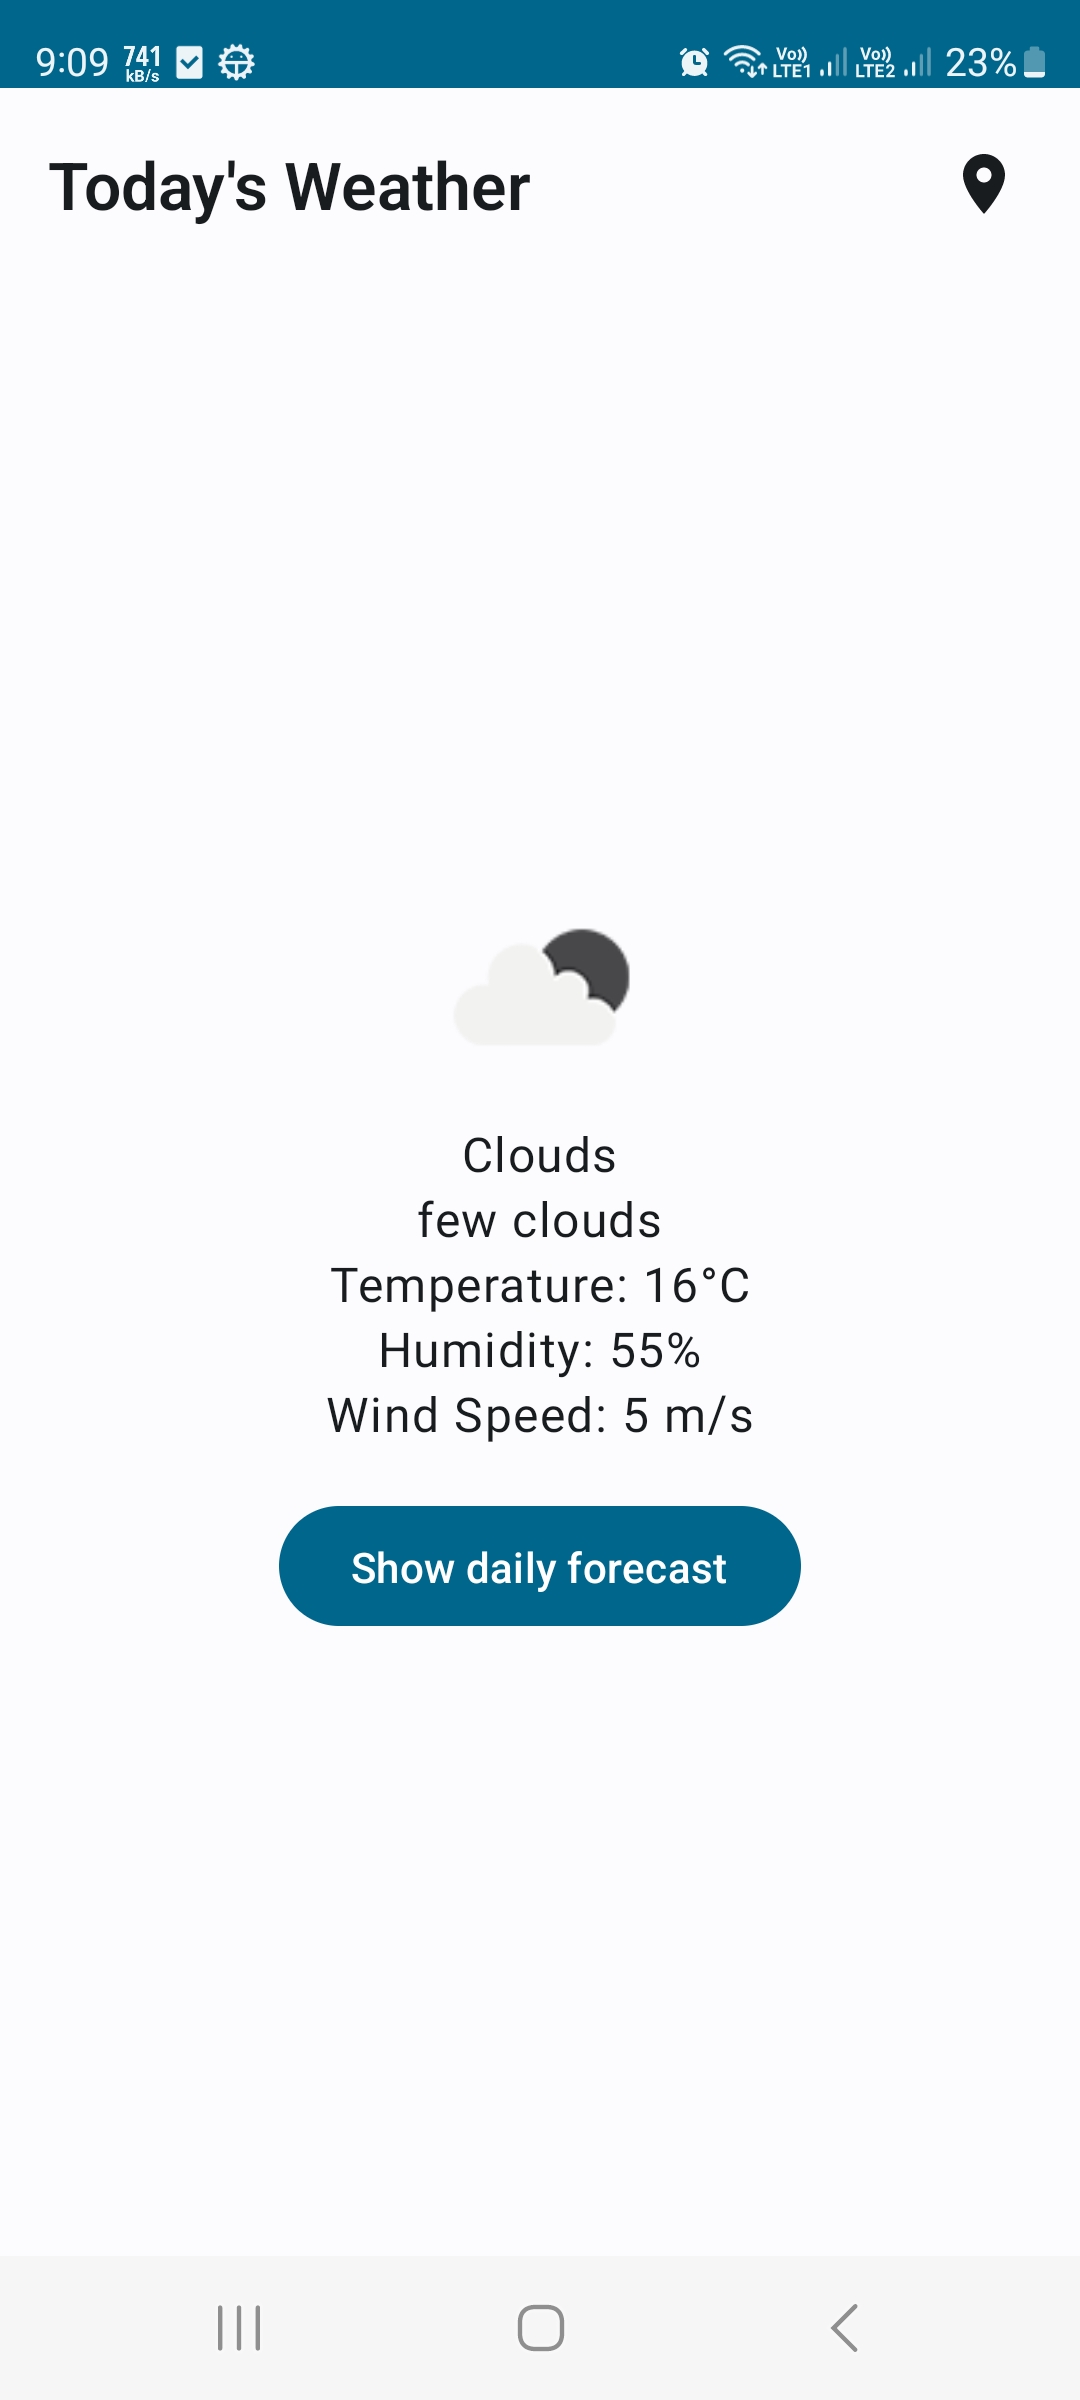 9:09 741 kB/s Vo)) LTE1 Vo)) LTE2 23%
Today's Weather
Clouds
few clouds
Temperature: 16°C
Humidity: 55%
Wind Speed: 5 m/s
Show daily forecast